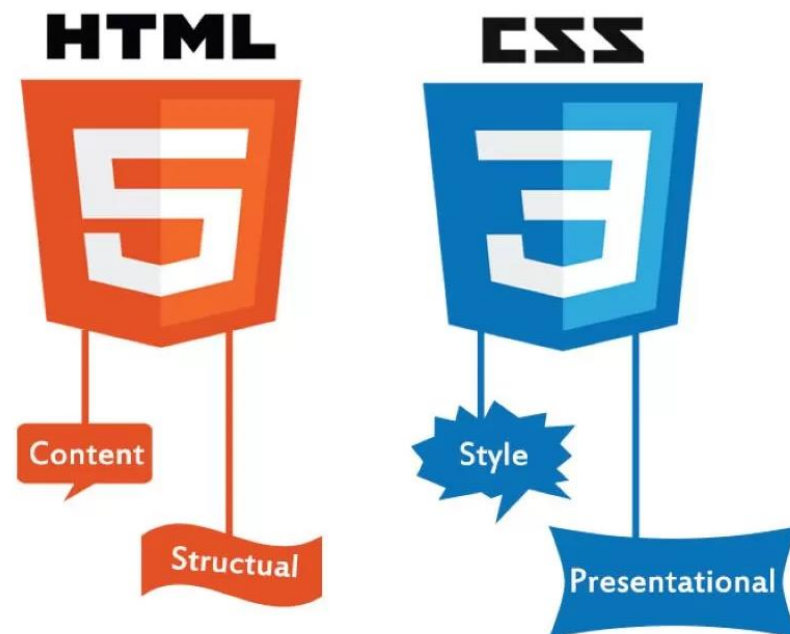 HTML
5
Content
Structual
CSS
3
Style
Presentational